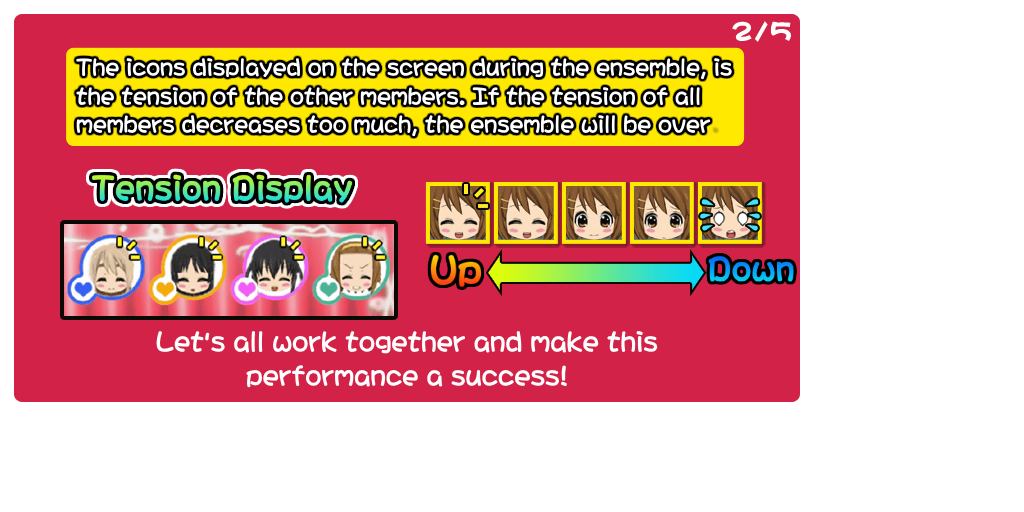 2/5
The icons displayed on the screen during the ensemble, is
the tension of the other members. If the tension of all
members decreases too much, the ensemble will be over.
Tension Display
Up
Down
Let's all work together and make this
performance a success!